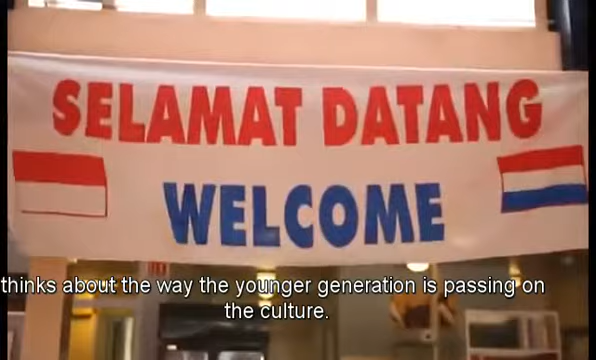 SELAMAT DATANG
WELCOME
thinks about the way the younger generation is passing on
the culture.